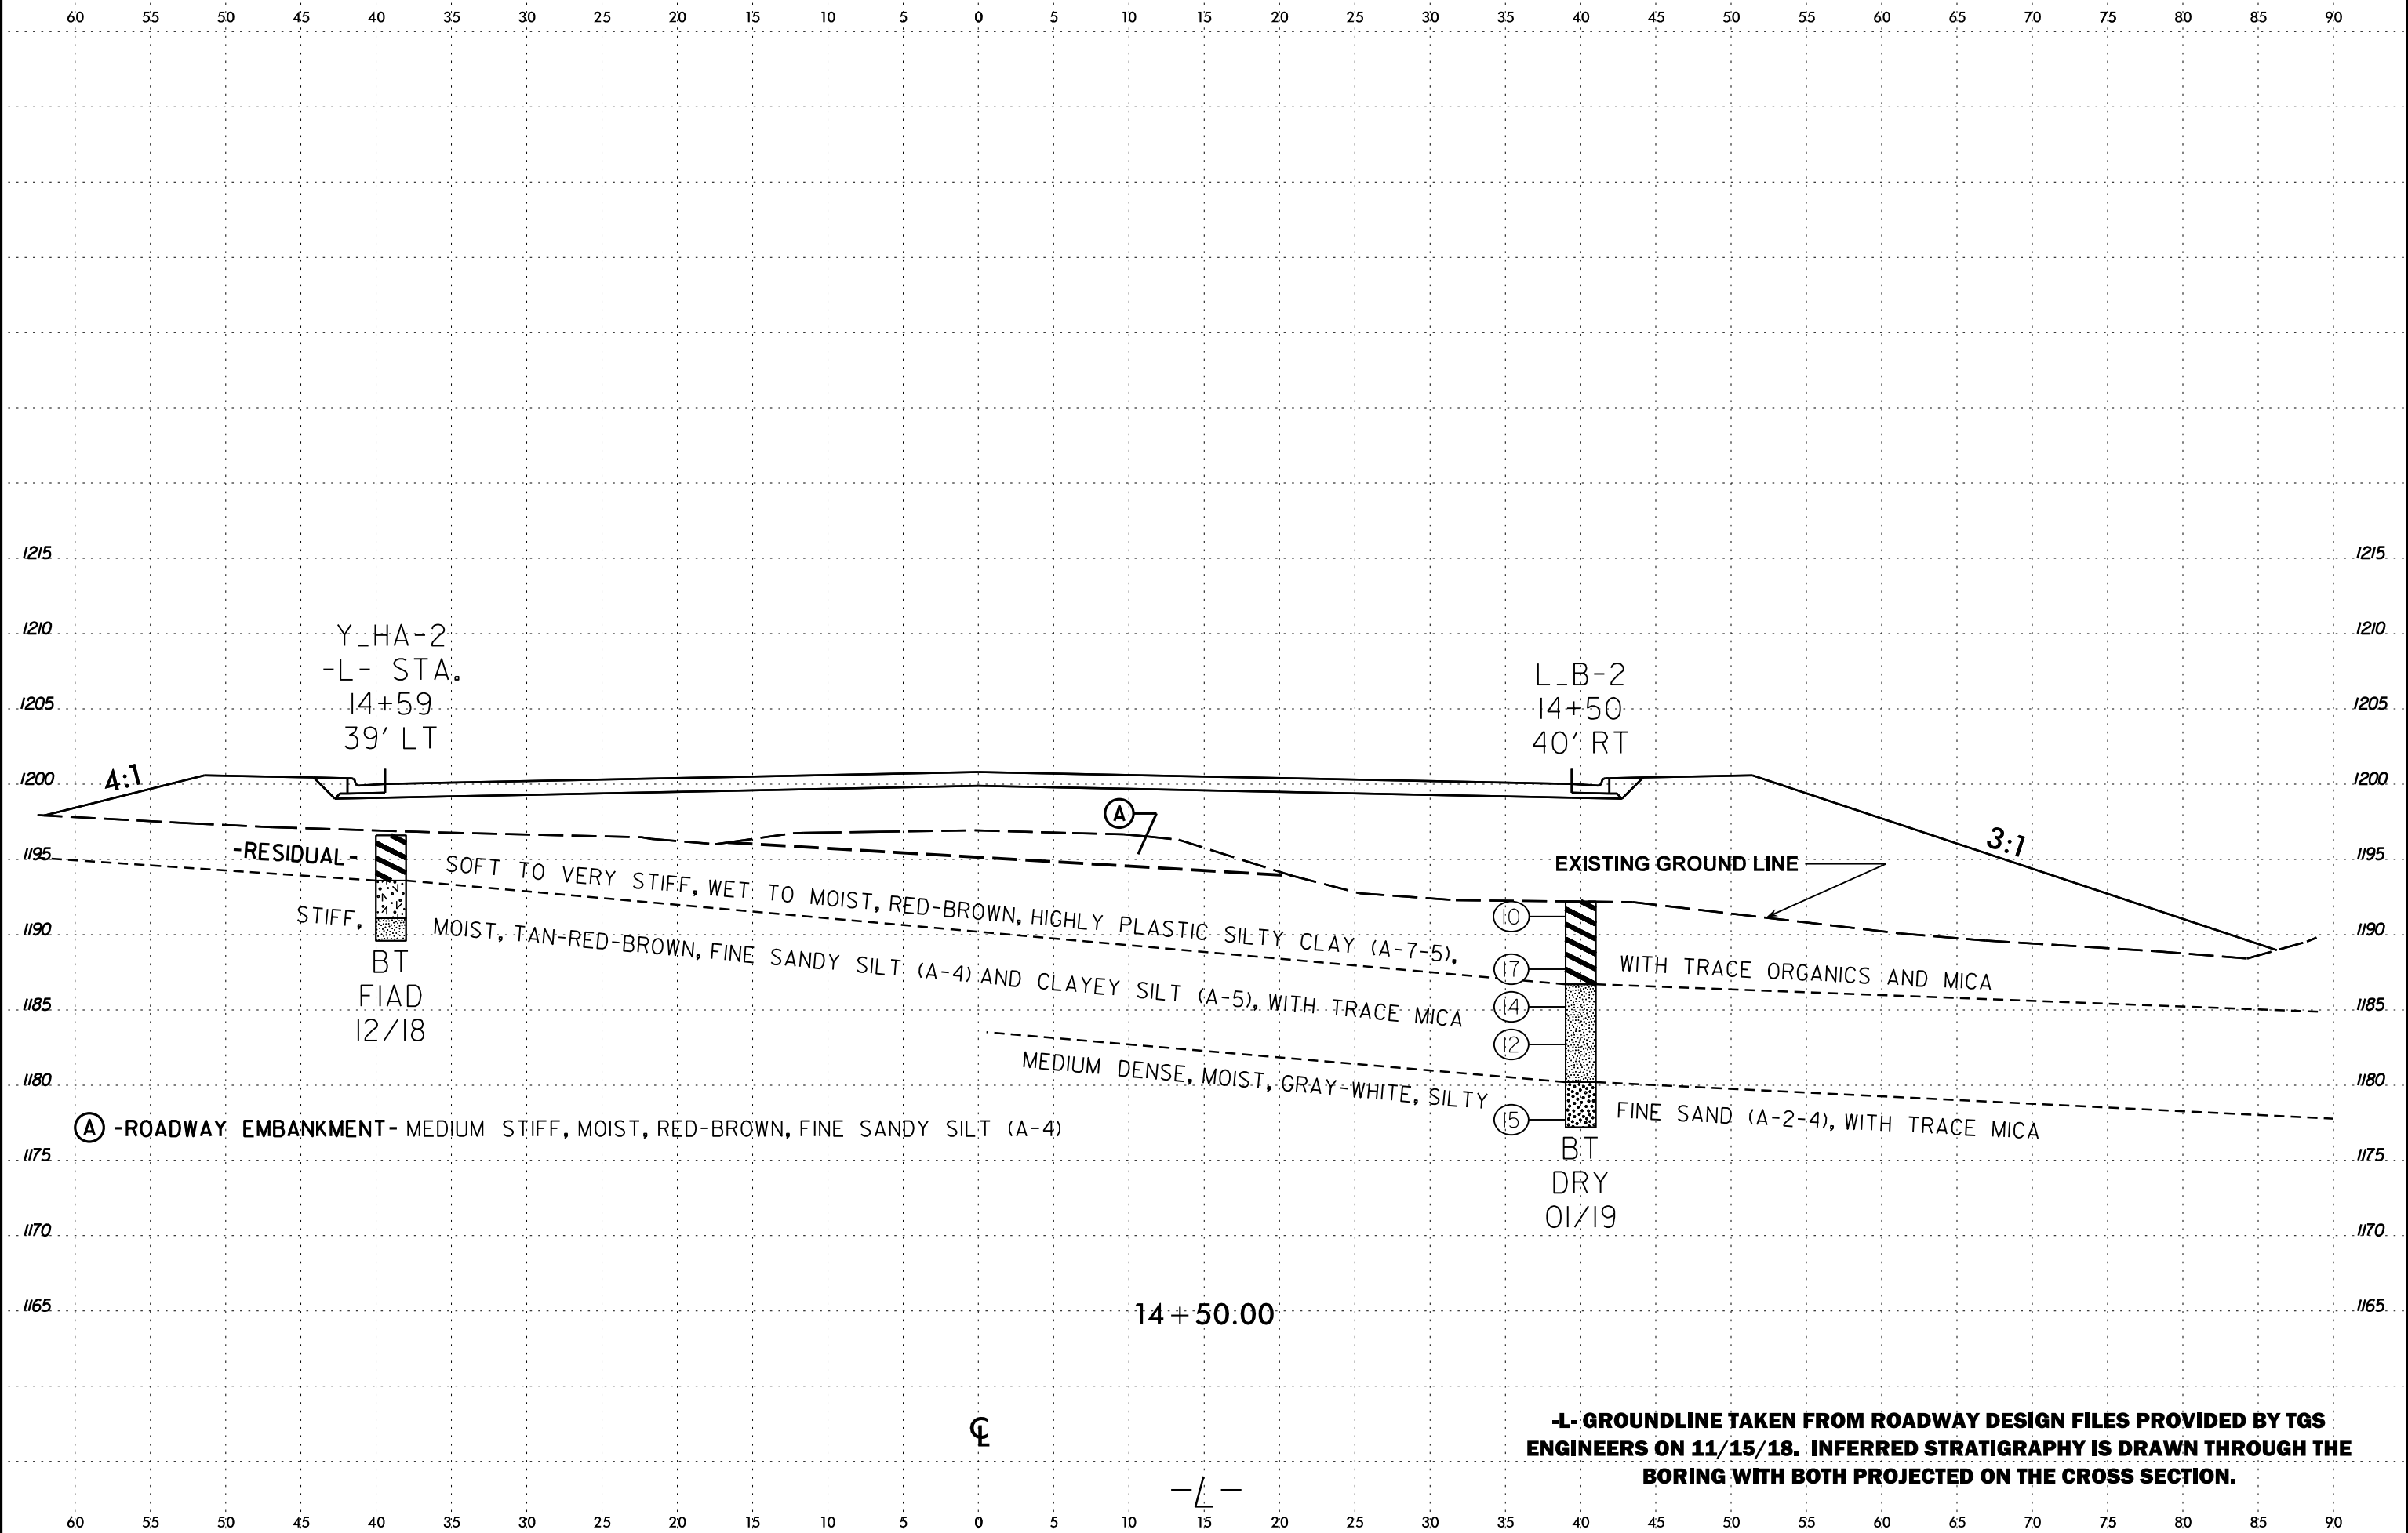 60 55 50 45 40 35 30 25 20 15 10 5 0 5 10 15 20 25 30 35 40 45 50 55 60 65 70 75 80 85 90
1215 1215
1210 1210
Y_HA-2
-L- STA.
14+59
39' LT
L_B-2
14+50
40' RT
1205 1205
1200 1200
4:1
3:1
A
1195 1195
-RESIDUAL-
EXISTING GROUND LINE
SOFT TO VERY STIFF, WET TO MOIST, RED-BROWN, HIGHLY PLASTIC SILTY CLAY (A-7-5), WITH TRACE ORGANICS AND MICA
1190 1190
STIFF, MOIST, TAN-RED-BROWN, FINE SANDY SILT (A-4) AND CLAYEY SILT (A-5), WITH TRACE MICA
10
17
14
12
15
BT
FIAD
12/18
1185 1185
1180 1180
MEDIUM DENSE, MOIST, GRAY-WHITE, SILTY FINE SAND (A-2-4), WITH TRACE MICA
A -ROADWAY EMBANKMENT- MEDIUM STIFF, MOIST, RED-BROWN, FINE SANDY SILT (A-4)
1175 1175
BT
DRY
01/19
1170 1170
1165 1165
14+50.00
℄
-L-
-L- GROUNDLINE TAKEN FROM ROADWAY DESIGN FILES PROVIDED BY TGS
ENGINEERS ON 11/15/18. INFERRED STRATIGRAPHY IS DRAWN THROUGH THE
BORING WITH BOTH PROJECTED ON THE CROSS SECTION.
60 55 50 45 40 35 30 25 20 15 10 5 0 5 10 15 20 25 30 35 40 45 50 55 60 65 70 75 80 85 90